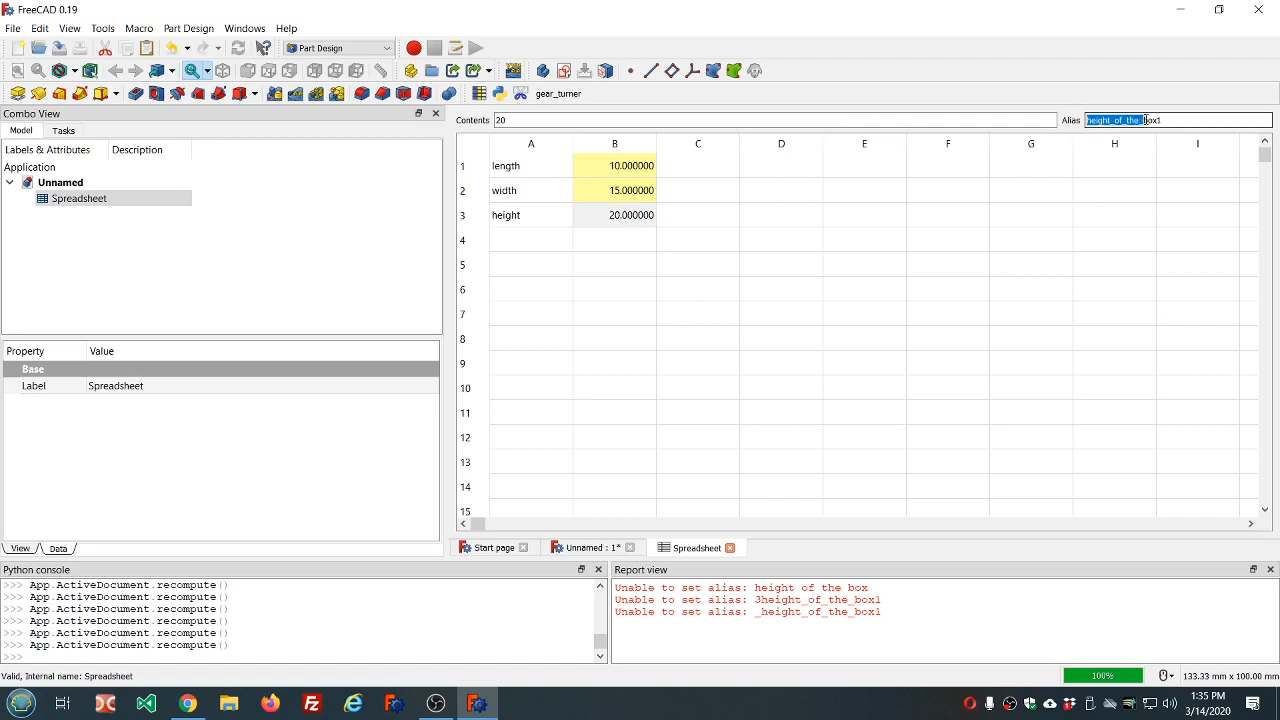 FreeCAD 0.19
File Edit View Tools Macro Part Design Windows Help
Part Design
gear_turner
Combo View
Model Tasks
Labels & Attributes Description
Application
Unnamed
Spreadsheet
Property Value
Base
Label Spreadsheet
View Data
Contents 20 Alias height_of_the_box1
A B C D E F G H I
1 length 10.000000
2 width 15.000000
3 height 20.000000
4
5
6
7
8
9
10
11
12
13
14
15
Start page Unnamed : 1* Spreadsheet
Python console
>>> App.ActiveDocument.recompute()
>>> App.ActiveDocument.recompute()
>>> App.ActiveDocument.recompute()
>>> App.ActiveDocument.recompute()
>>> App.ActiveDocument.recompute()
>>> App.ActiveDocument.recompute()
>>>
Report view
Unable to set alias: height of the box
Unable to set alias: 3height_of_the_box1
Unable to set alias: _height_of_the_box1
Valid, Internal name: Spreadsheet 100% 133.33 mm x 100.00 mm
1:35 PM
3/14/2020